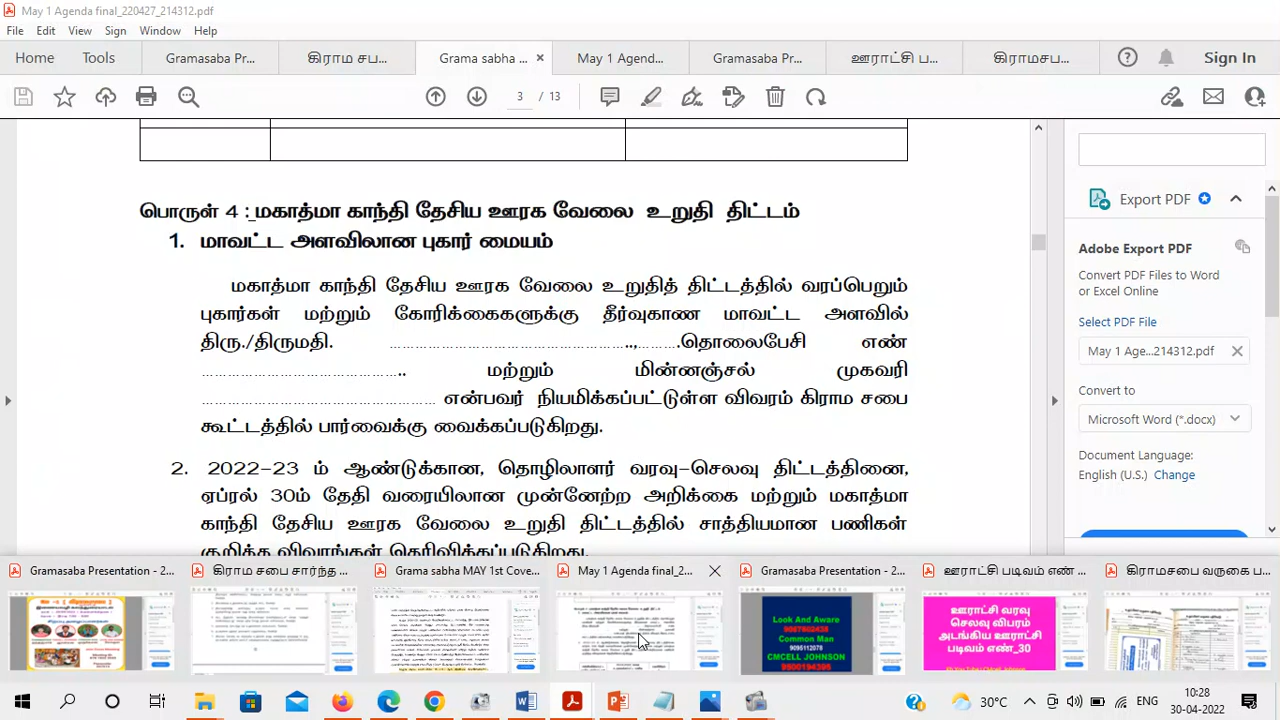 May 1 Agenda final_220427_214312.pdf
File Edit View Sign Window Help
Home Tools Gramasaba Pr... கிராம சப... Grama sabha ... × May 1 Agend... Gramasaba Pr... ஊராட்சி ப... கிராமசப... Sign In
3 / 13
பொருள் 4 : மகாத்மா காந்தி தேசிய ஊரக வேலை உறுதி திட்டம்
1. மாவட்ட அளவிலான புகார் மையம்
மகாத்மா காந்தி தேசிய ஊரக வேலை உறுதித் திட்டத்தில் வரப்பெறும்
புகார்கள் மற்றும் கோரிக்கைகளுக்கு தீர்வுகாண மாவட்ட அளவில்
திரு./திருமதி. ……………………………………………..,………..தொலைபேசி எண்
…………………………………….. மற்றும் மின்னஞ்சல் முகவரி
…………………………………………… என்பவர் நியமிக்கப்பட்டுள்ள விவரம் கிராம சபை
கூட்டத்தில் பார்வைக்கு வைக்கப்படுகிறது.
2. 2022-23 ம் ஆண்டுக்கான, தொழிலாளர் வரவு-செலவு திட்டத்தினை,
ஏப்ரல் 30ம் தேதி வரையிலான முன்னேற்ற அறிக்கை மற்றும் மகாத்மா
காந்தி தேசிய ஊரக வேலை உறுதி திட்டத்தில் சாத்தியமான பணிகள்
குறித்த விவரங்கள் தெரிவிக்கப்படுகிறது.
Export PDF
Adobe Export PDF
Convert PDF Files to Word
or Excel Online
Select PDF File
May 1 Age...214312.pdf
Convert to
Microsoft Word (*.docx)
Document Language:
English (U.S.) Change
Gramasaba Presentation - 2... கிராம சபை சார்ந்த ... Grama sabha MAY 1st Cove... May 1 Agenda final_2... Gramasaba Presentation - 2... ஊராட்சி படிவம் எண் ... கிராமசபை வருகை ப...
Look And Aware
9597802438
Common Man
9095112078
CMCELL JOHNSON
9500194395
ஊராட்சி வரவு
செலவு விபரம்
அடங்கிய ஊராட்சி
படிவம் எண்_30
30°C ENG 10:28
30-04-2022